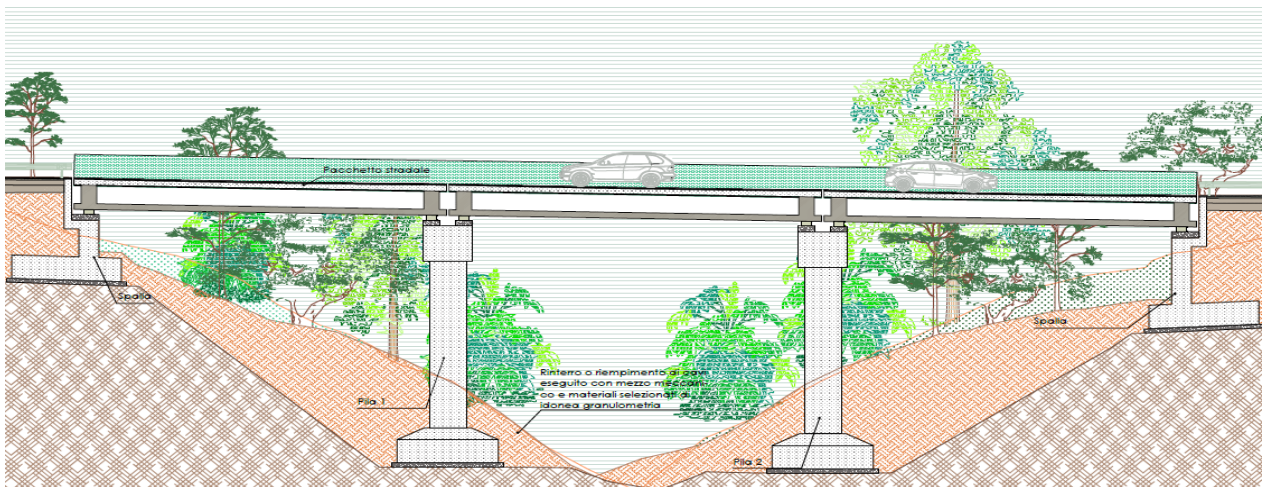 Pacchetto stradale
Spalla
Spalla
Rinterro o riempimento di cavi
eseguito con mezzo meccani-
co e materiali selezionati di
idonea granulometria
Pila 1
Pila 2